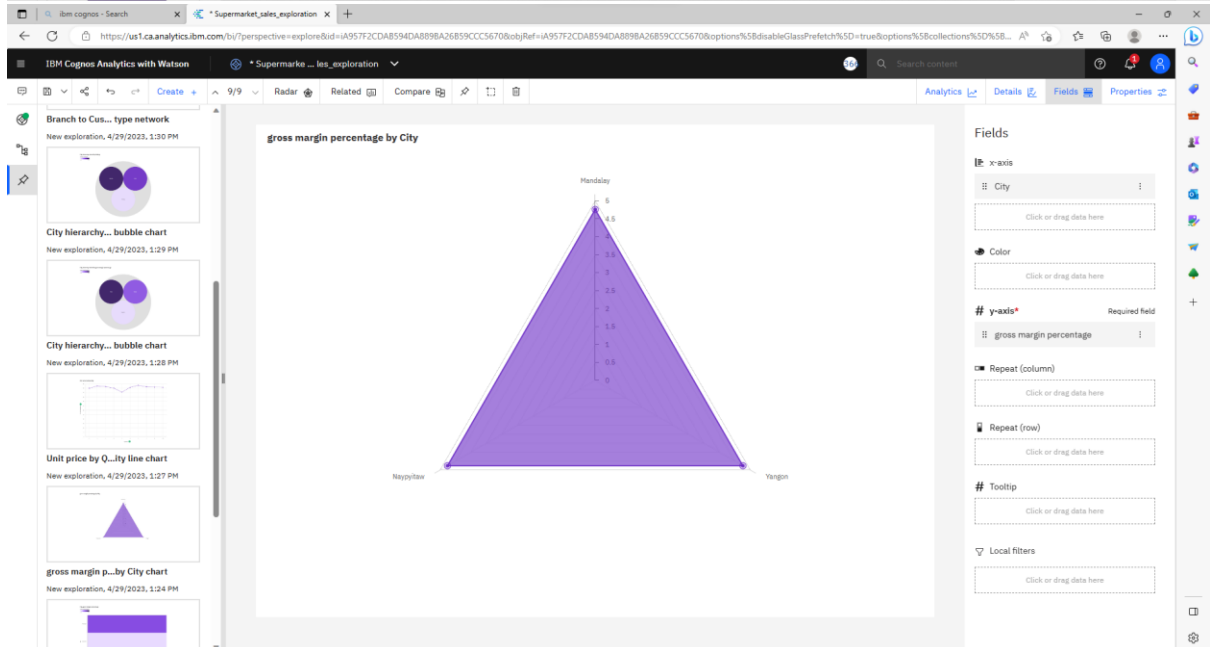 ibm cognos - Search
* Supermarket_sales_exploration
https://us1.ca.analytics.ibm.com/bi/?perspective=explore&id=iA957F2CDAB594DA889BA26B59CCC5670&objRef=iA957F2CDAB594DA889BA26B59CCC5670&options%5BdisableGlassPrefetch%5D=true&options%5Bcollections%5D%5B...
IBM Cognos Analytics with Watson
* Supermarke ... les_exploration
Search content
Create +
9/9
Radar
Related
Compare
Analytics
Details
Fields
Properties
Branch to Cus... type network
New exploration, 4/29/2023, 1:30 PM
City hierarchy... bubble chart
New exploration, 4/29/2023, 1:29 PM
City hierarchy... bubble chart
New exploration, 4/29/2023, 1:28 PM
Unit price by Q...ity line chart
New exploration, 4/29/2023, 1:27 PM
gross margin p...by City chart
New exploration, 4/29/2023, 1:24 PM
gross margin percentage by City
Mandalay
5
4.5
4
3.5
3
2.5
2
1.5
1
0.5
0
Naypyitaw
Yangon
Fields
x-axis
City
Click or drag data here
Color
Click or drag data here
# y-axis*
Required field
gross margin percentage
Repeat (column)
Click or drag data here
Repeat (row)
Click or drag data here
# Tooltip
Click or drag data here
Local filters
Click or drag data here